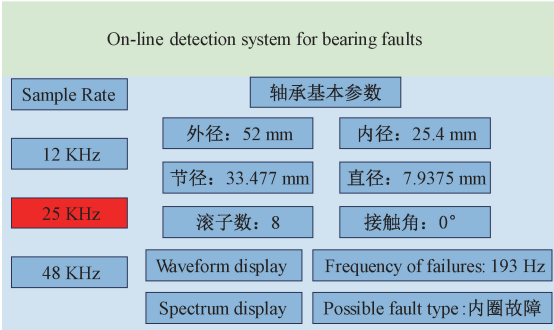 On-line detection system for bearing faults
Sample Rate
轴承基本参数
12 KHz
外径：52 mm
内径：25.4 mm
节径：33.477 mm
直径：7.9375 mm
25 KHz
滚子数：8
接触角：0°
48 KHz
Waveform display
Frequency of failures: 193 Hz
Spectrum display
Possible fault type :内圈故障